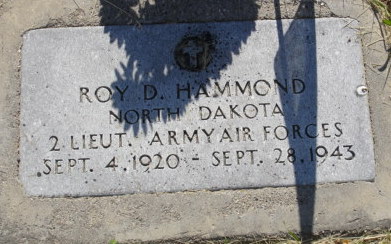 ROY D. HAMMOND
NORTH DAKOTA
2 LIEUT. ARMY AIR FORCES
SEPT. 4, 1920 - SEPT. 28, 1943